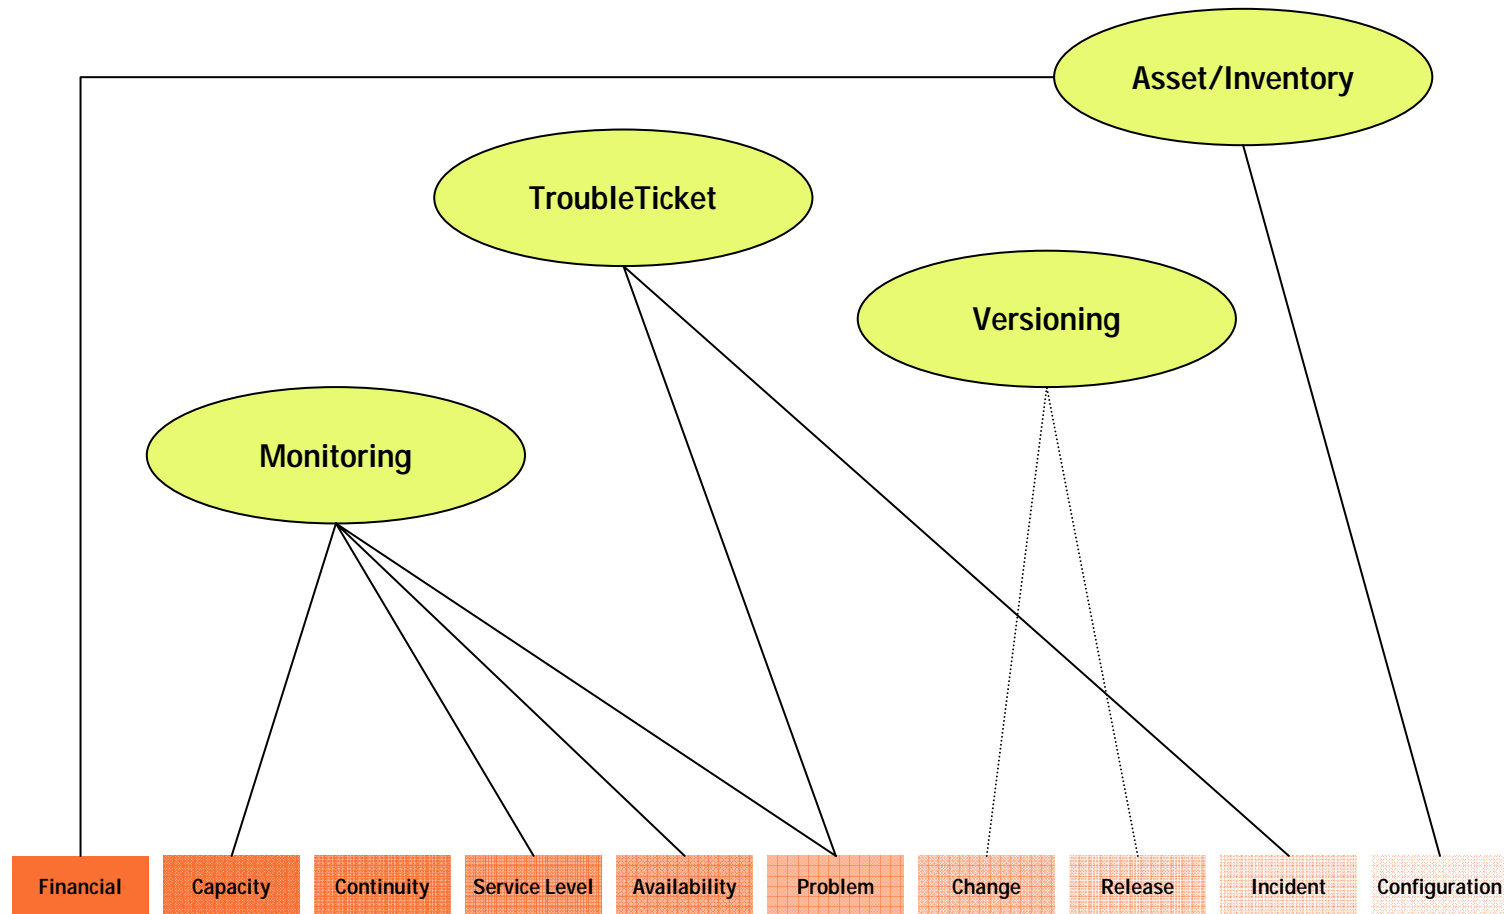 Asset/Inventory
TroubleTicket
Versioning
Monitoring
Financial
Capacity
Continuity
Service Level
Availability
Problem
Change
Release
Incident
Configuration